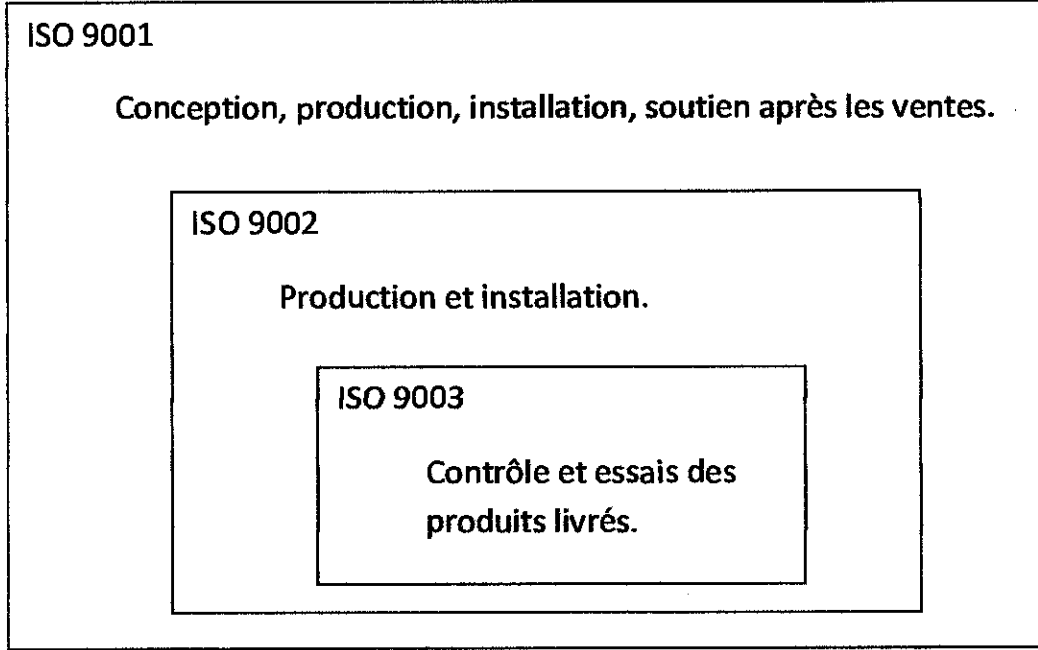 ISO 9001
Conception, production, installation, soutien après les ventes.
ISO 9002
Production et installation.
ISO 9003
Contrôle et essais des
produits livrés.